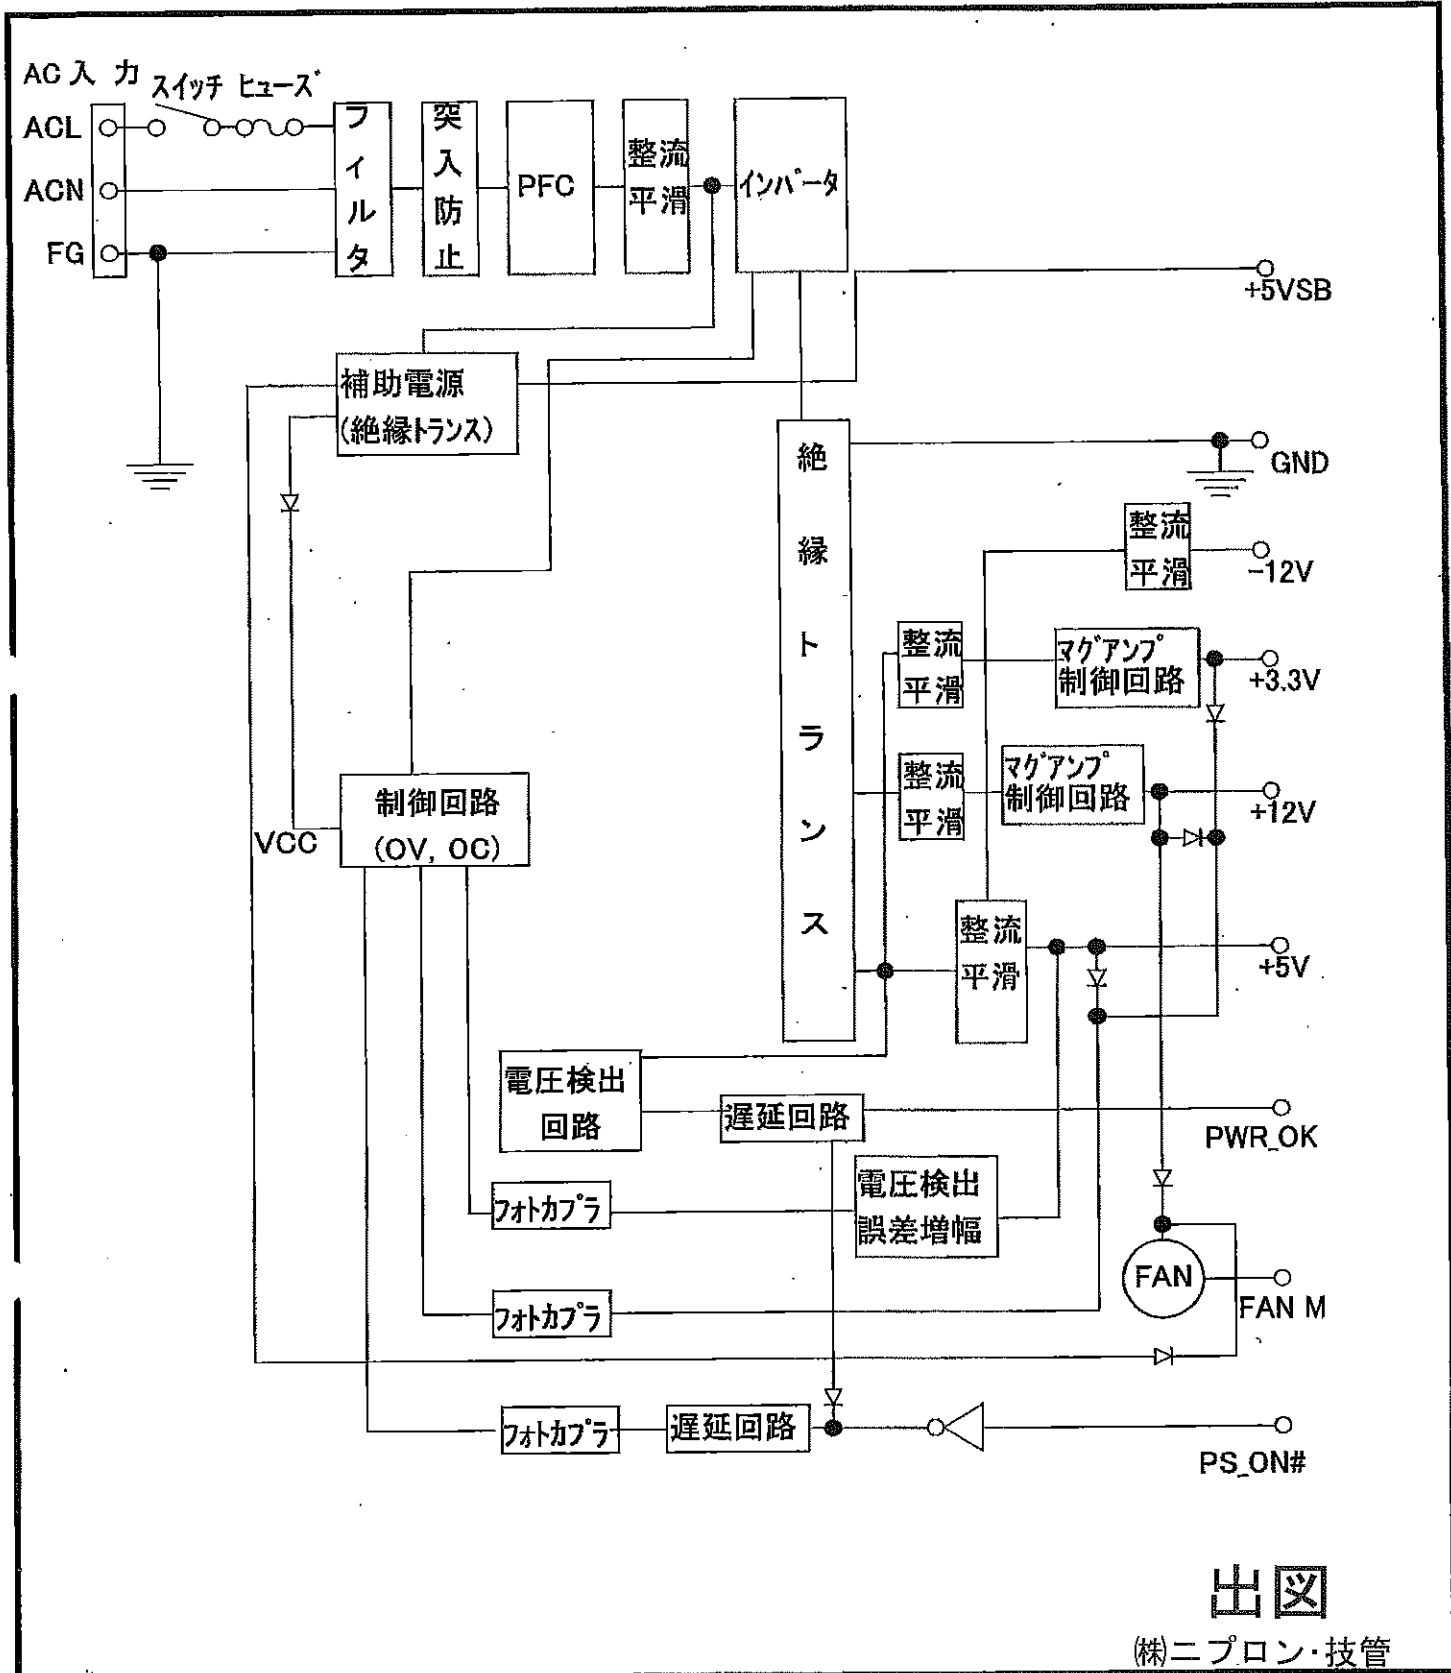 AC入力
スイッチ ヒューズ
ACL
ACN
FG
フィルタ
突入防止
PFC
整流
平滑
インバータ
+5VSB
補助電源
(絶縁トランス)
GND
絶縁トランス
整流
平滑
-12V
整流
平滑
マグアンプ
制御回路
+3.3V
整流
平滑
マグアンプ
制御回路
+12V
制御回路
(OV, OC)
VCC
整流
平滑
+5V
電圧検出
回路
遅延回路
PWR_OK
フォトカプラ
電圧検出
誤差増幅
FAN
FAN M
フォトカプラ
フォトカプラ
遅延回路
PS_ON#
出図
㈱ニプロン・技管